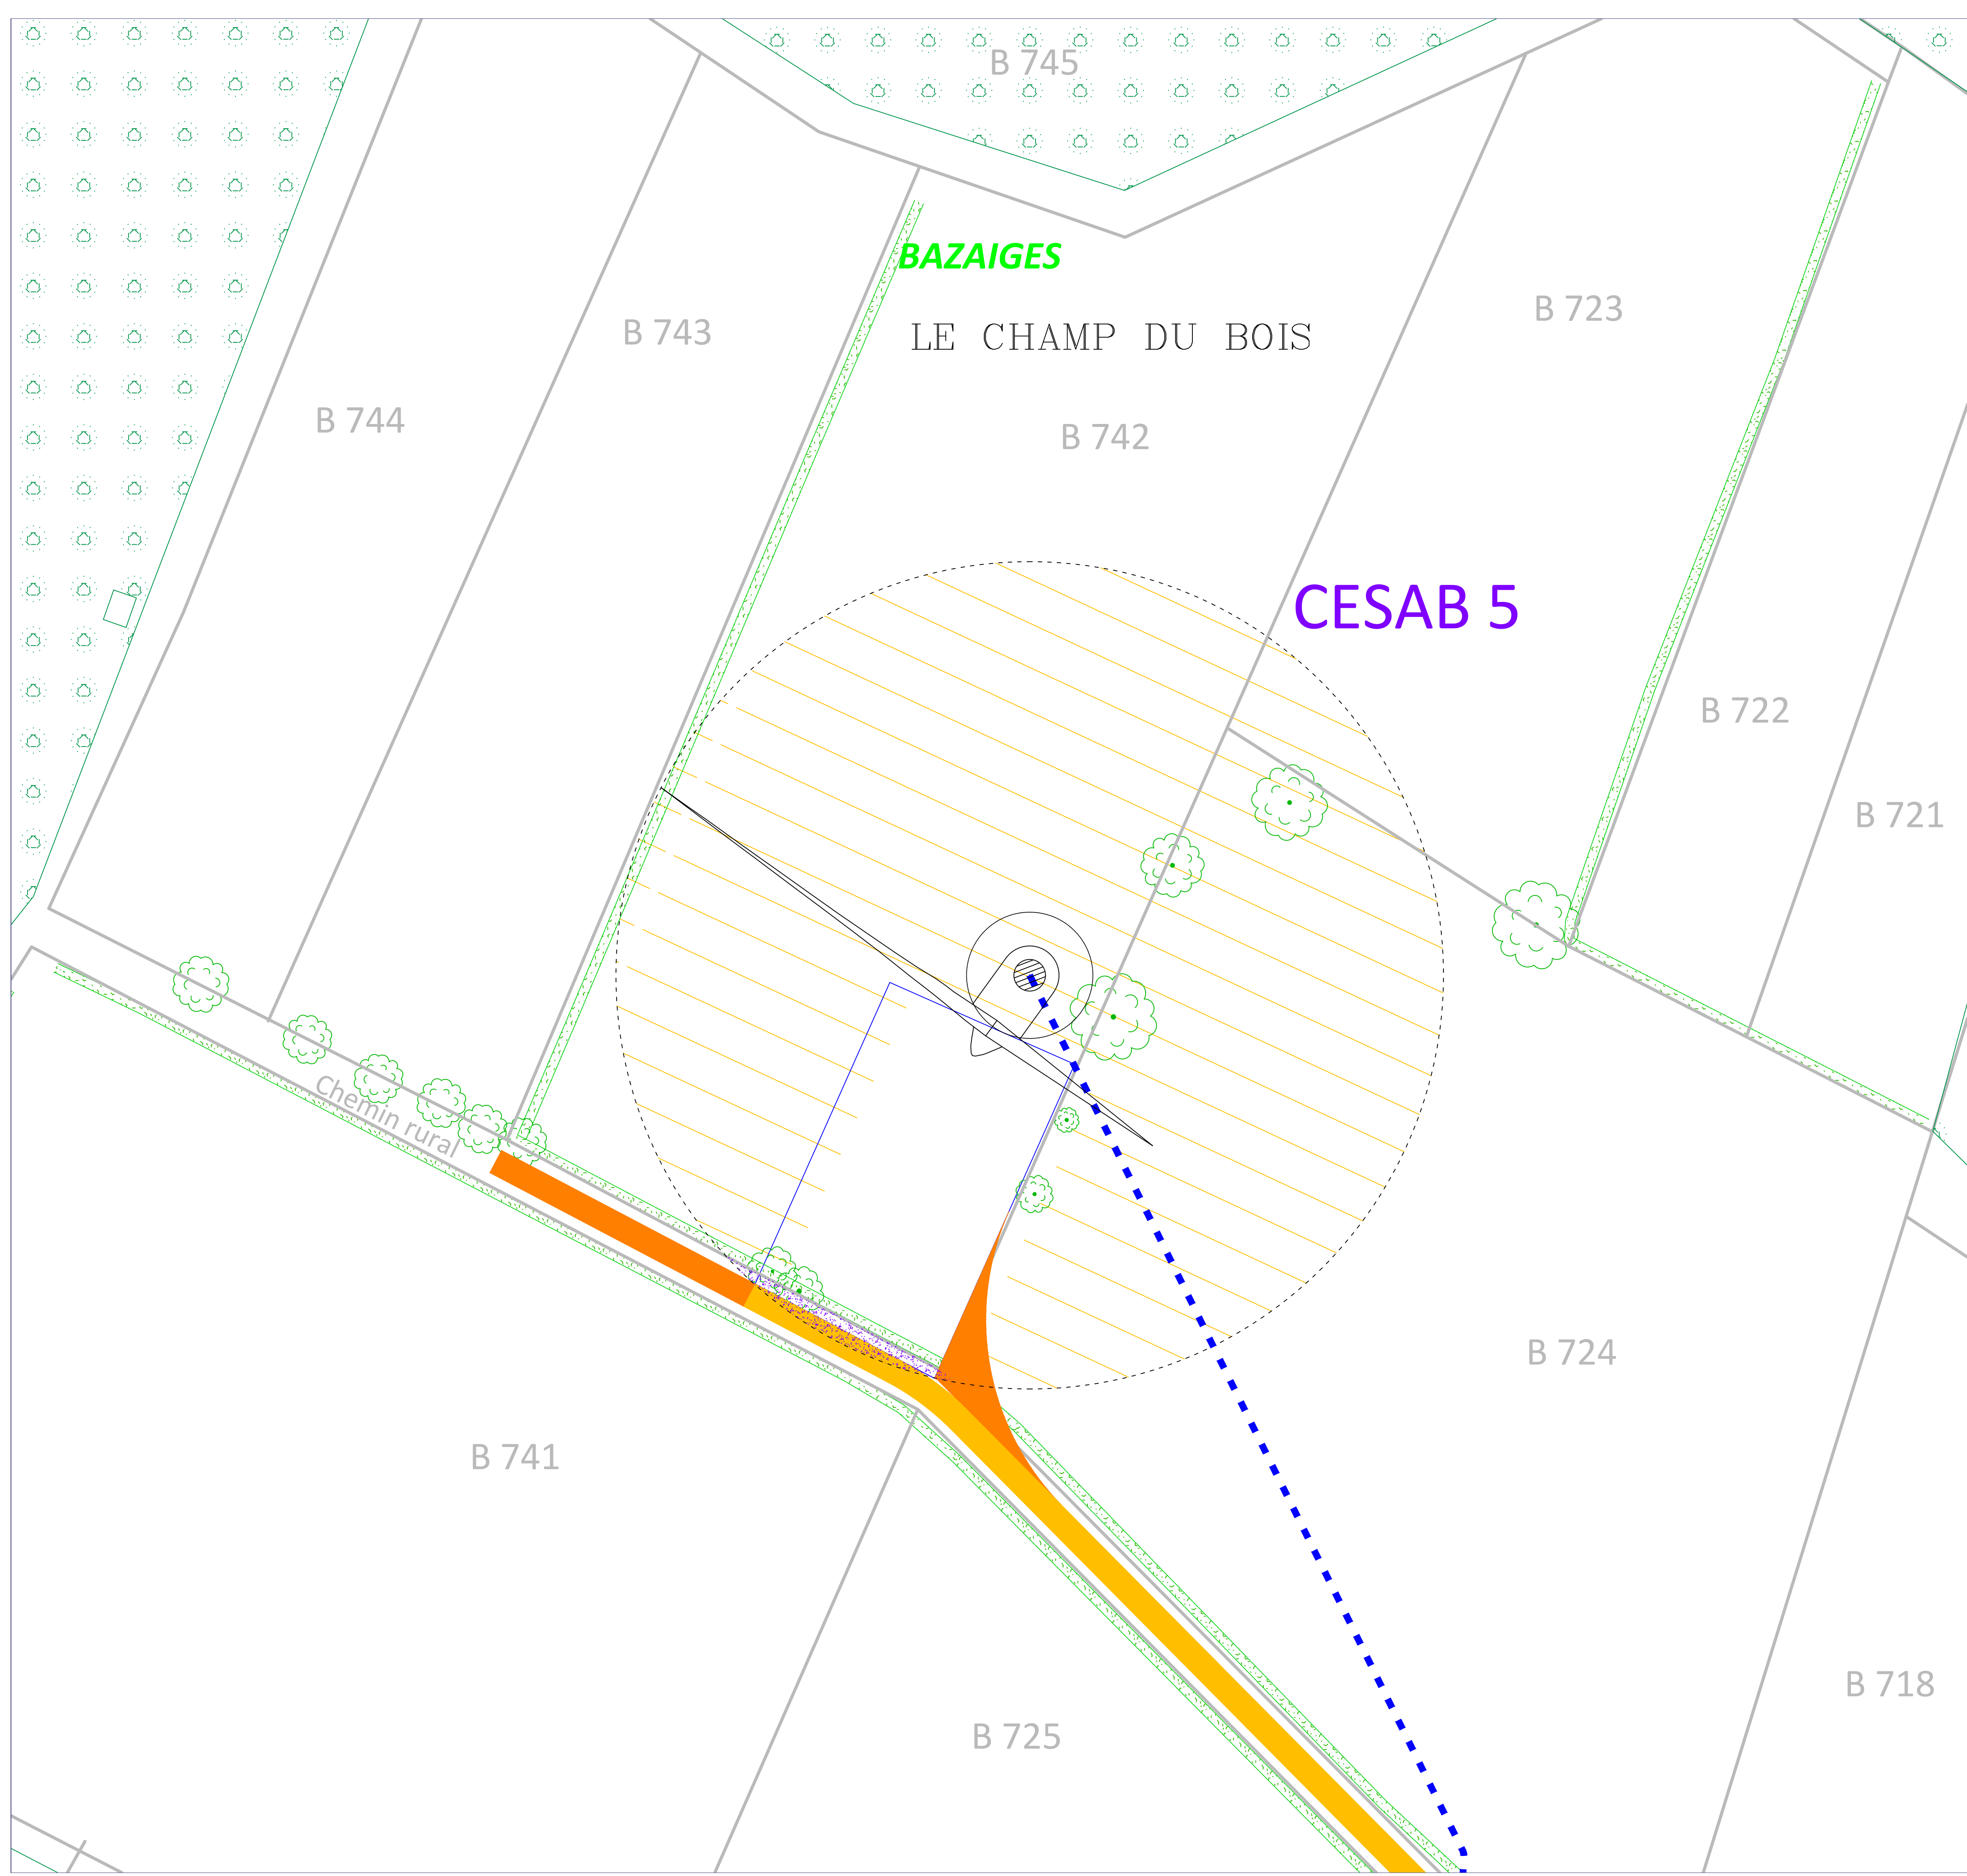 B 745
BAZAIGES
B 723
B 743
LE CHAMP DU BOIS
B 744
B 742
CESAB 5
B 722
B 721
Chemin rural
B 724
B 741
B 718
B 725